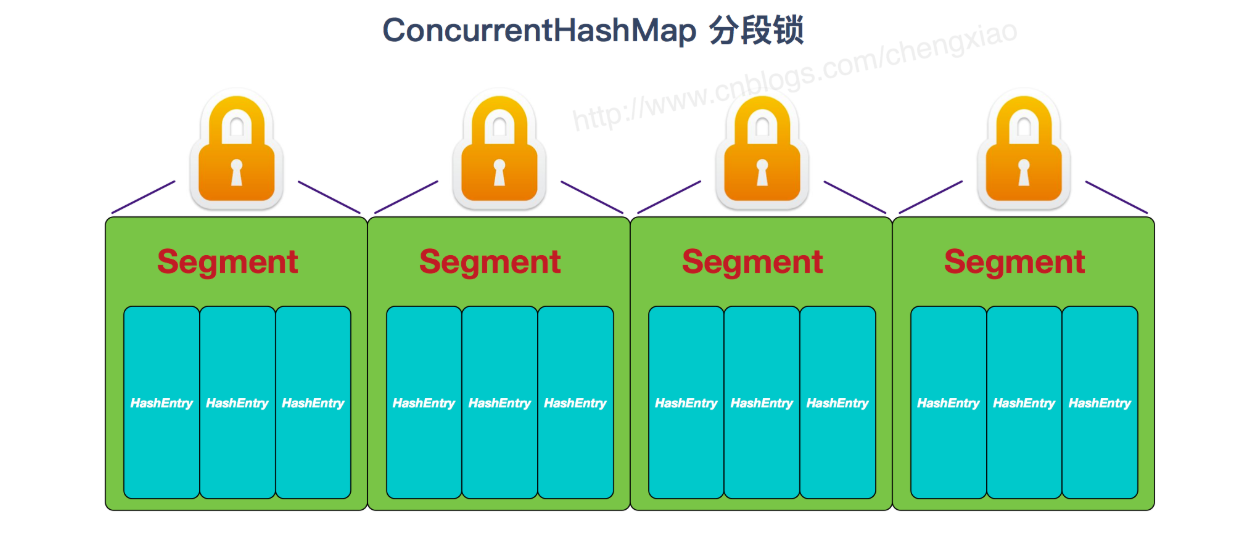 ConcurrentHashMap 分段锁
http://www.cnblogs.com/chengxiao
Segment Segment Segment Segment
HashEntry HashEntry HashEntry HashEntry HashEntry HashEntry HashEntry HashEntry HashEntry HashEntry HashEntry HashEntry